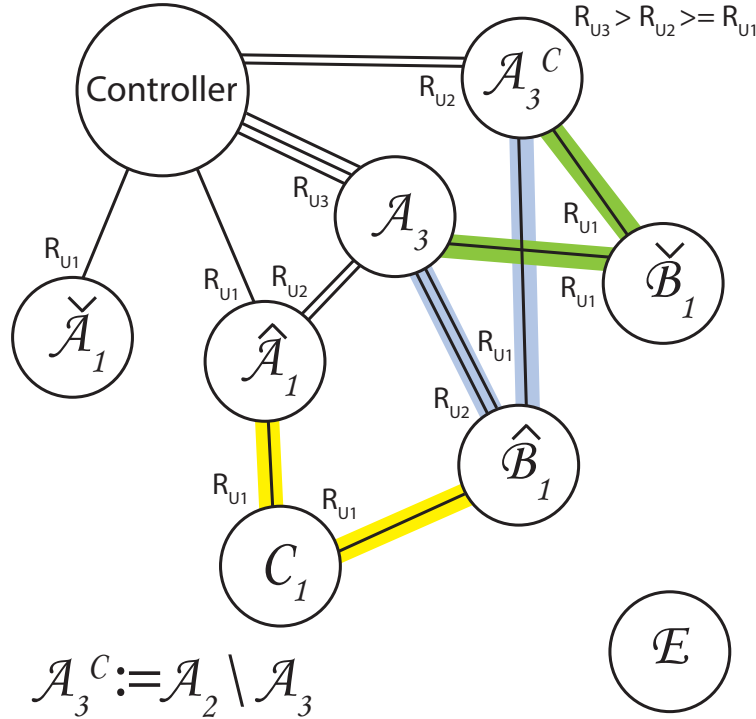 R_U3 > R_U2 >= R_U1
Controller
R_U2
𝒜_3^C
R_U3
𝒜_3
R_U1
R_U1
ℬ̌_1
R_U1
𝒜̌_1
R_U1
R_U2
𝒜̂_1
R_U1
R_U2
ℬ̂_1
R_U1
R_U1
C_1
ℰ
𝒜_3^C := 𝒜_2 \ 𝒜_3